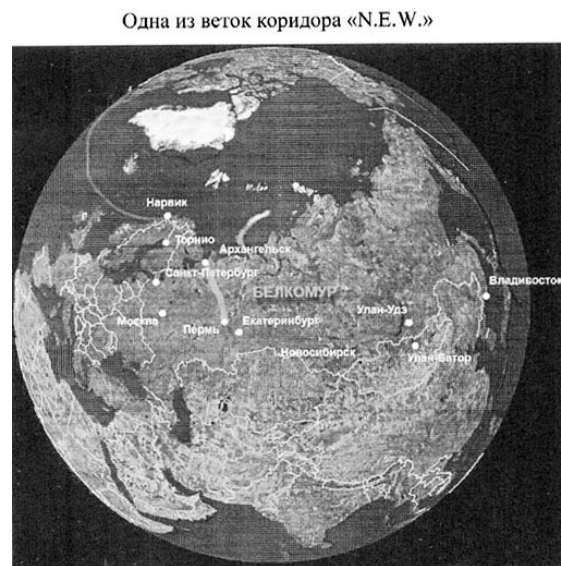 Одна из веток коридора «N.E.W.»
Нарвик
Торнио
Архангельск
Санкт-Петербург
БЕЛКОМУР
Владивосток
Москва
Пермь
Екатеринбург
Улан-Удэ
Новосибирск
Улан-Батор